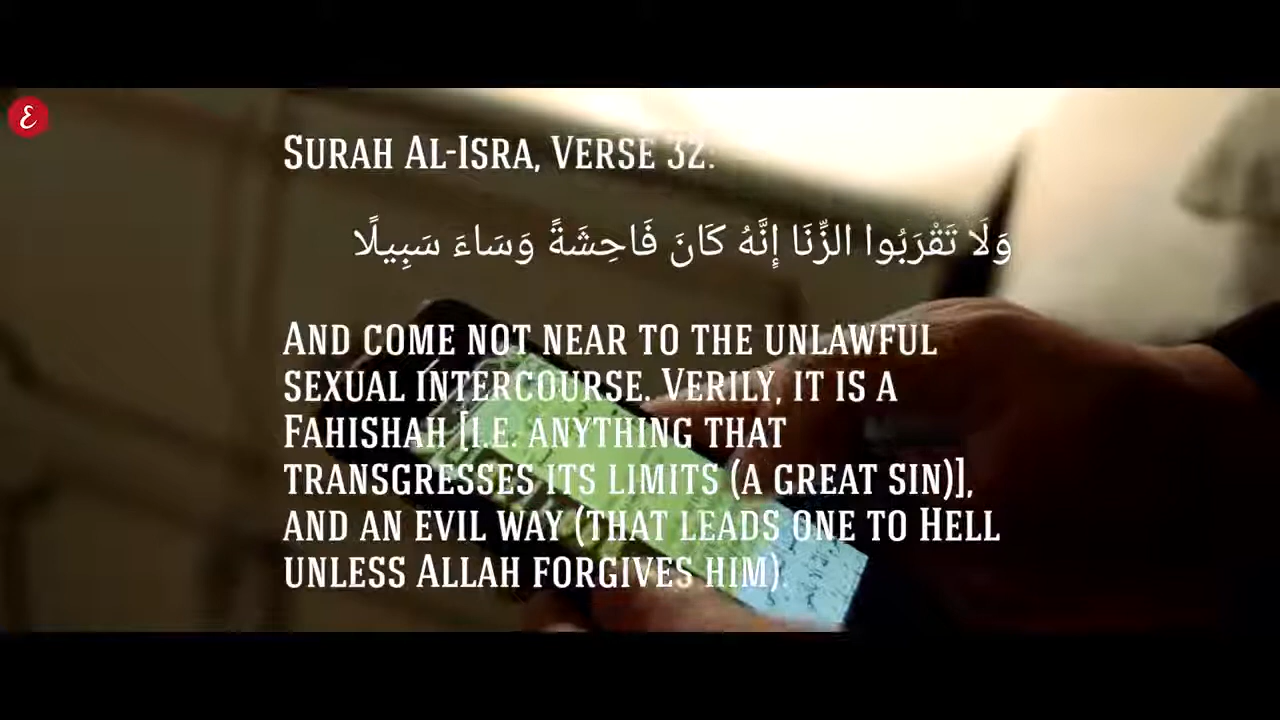 Surah Al-Isra, Verse 32:
وَلَا تَقْرَبُوا الزِّنَا إِنَّهُ كَانَ فَاحِشَةً وَسَاءَ سَبِيلًا
And come not near to the unlawful
sexual intercourse. Verily, it is a
Fahishah [i.e. anything that
transgresses its limits (a great sin)],
and an evil way (that leads one to Hell
unless Allah forgives him).